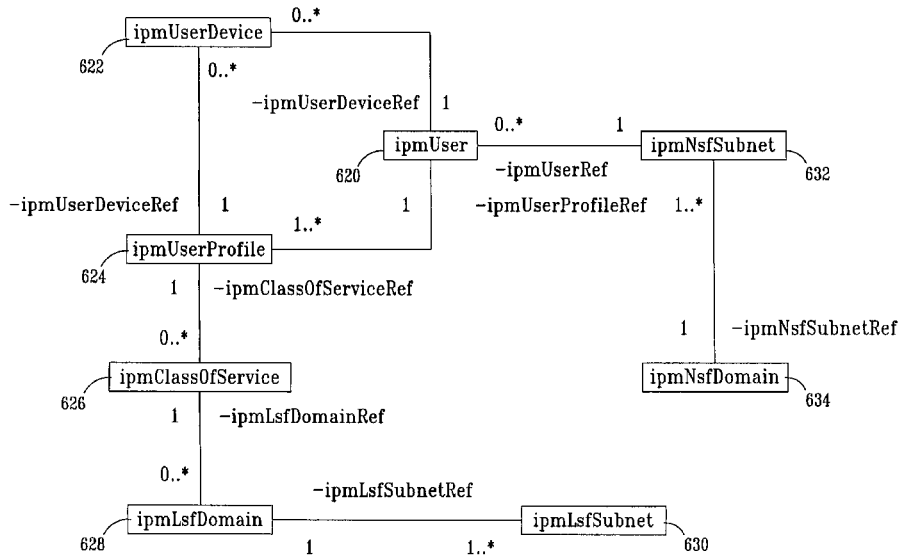 0..*
ipmUserDevice
622
0..*
-ipmUserDeviceRef 1
0..* 1
ipmUser
ipmNsfSubnet
620
-ipmUserRef
632
-ipmUserDeviceRef 1
1
-ipmUserProfileRef 1..*
1..*
ipmUserProfile
624
1 -ipmClassOfServiceRef
0..*
1 -ipmNsfSubnetRef
ipmClassOfService
ipmNsfDomain
626
634
1 -ipmLsfDomainRef
0..*
-ipmLsfSubnetRef
ipmLsfDomain
ipmLsfSubnet
628
1 1..*
630